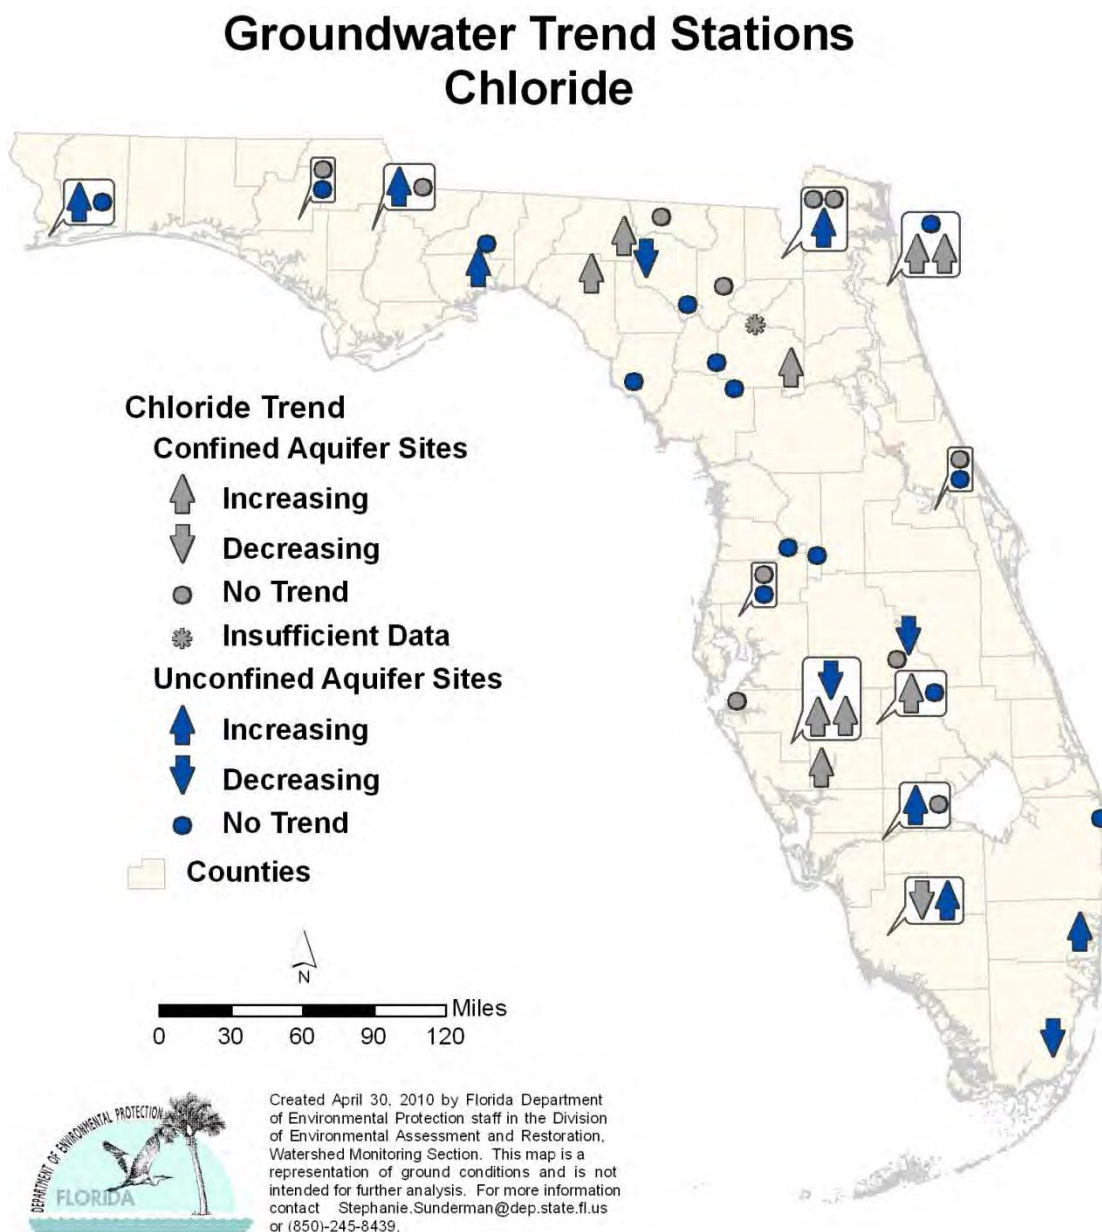 Groundwater Trend Stations
Chloride
Chloride Trend
Confined Aquifer Sites
Increasing
Decreasing
No Trend
Insufficient Data
Unconfined Aquifer Sites
Increasing
Decreasing
No Trend
Counties
N
Miles
0 30 60 90 120
DEPARTMENT OF ENVIRONMENTAL PROTECTION
FLORIDA
Created April 30, 2010 by Florida Department
of Environmental Protection staff in the Division
of Environmental Assessment and Restoration,
Watershed Monitoring Section. This map is a
representation of ground conditions and is not
intended for further analysis. For more information
contact Stephanie.Sunderman@dep.state.fl.us
or (850)-245-8439.